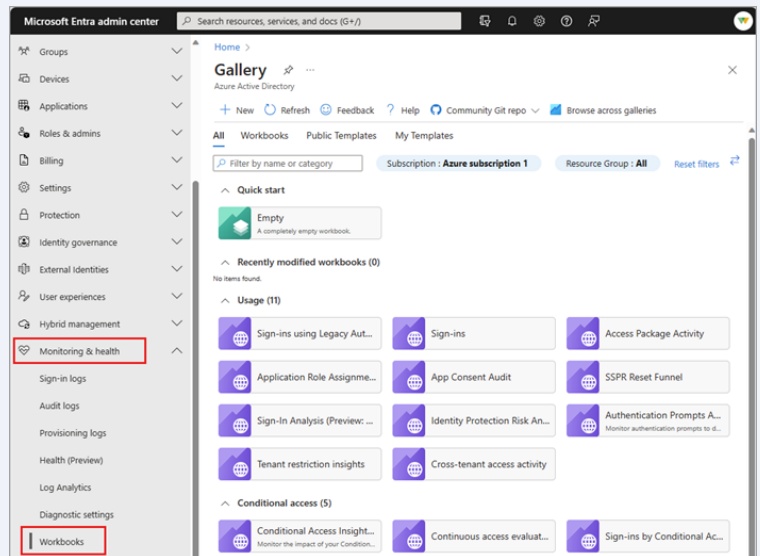 Microsoft Entra admin center
Search resources, services, and docs (G+/)
Groups
Devices
Applications
Roles & admins
Billing
Settings
Protection
Identity governance
External Identities
User experiences
Hybrid management
Monitoring & health
Sign-in logs
Audit logs
Provisioning logs
Health (Preview)
Log Analytics
Diagnostic settings
Workbooks
Home >
Gallery
...
Azure Active Directory
New Refresh Feedback ? Help Community Git repo Browse across galleries
All Workbooks Public Templates My Templates
Filter by name or category Subscription : Azure subscription 1 Resource Group : All Reset filters
Quick start
Empty
A completely empty workbook.
Recently modified workbooks (0)
No items found.
Usage (11)
Sign-ins using Legacy Aut... Sign-ins Access Package Activity
Application Role Assignme... App Consent Audit SSPR Reset Funnel
Sign-In Analysis (Preview: ... Identity Protection Risk An... Authentication Prompts A...
Monitor authentication prompts to d...
Tenant restriction insights Cross-tenant access activity
Conditional access (5)
Conditional Access Insight... Continuous access evaluat... Sign-ins by Conditional Ac...
Monitor the impact of your Condition...